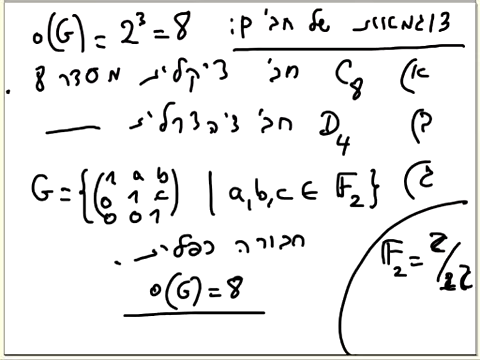 דוגמאות של חב' p: o(G) = 2³ = 8
א) C₈ חב' ציקלית מסדר 8.
ב) D₄ חב' דיהדרלית —
ג) G = {(1 a b / 0 1 c / 0 0 1) | a,b,c ∈ 𝔽₂}
חבורה כפלית.
o(G) = 8
𝔽₂ = ℤ/2ℤ